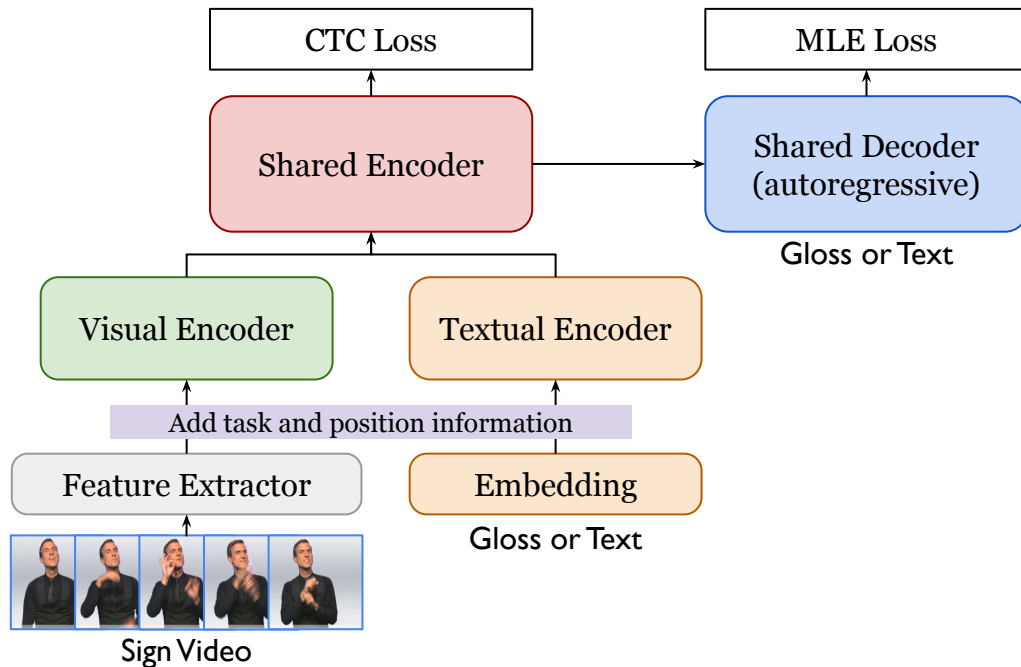 CTC Loss
MLE Loss
Shared Encoder
Shared Decoder
(autoregressive)
Gloss or Text
Visual Encoder
Textual Encoder
Add task and position information
Feature Extractor
Embedding
Gloss or Text
Sign Video